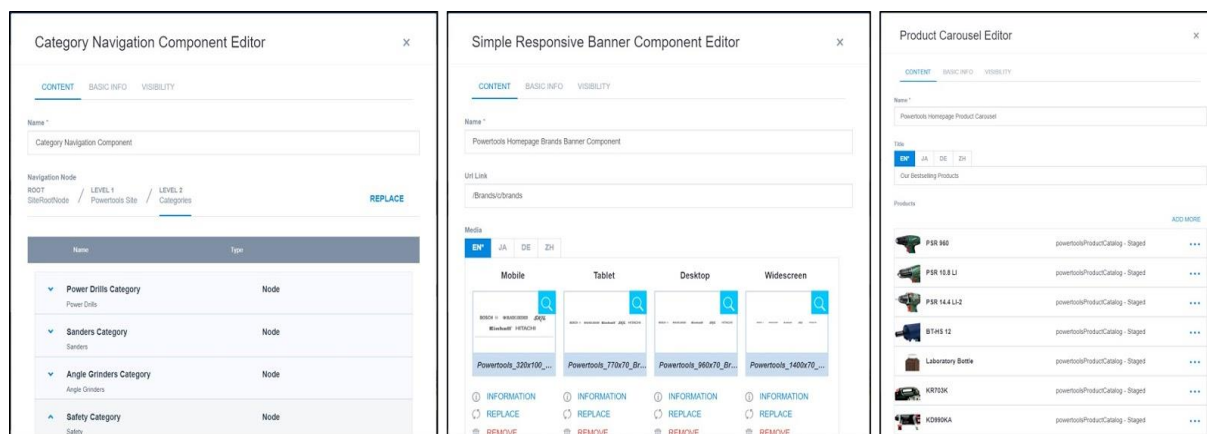 Category Navigation Component Editor
×
CONTENT BASIC INFO VISIBILITY
Name *
Category Navigation Component
Navigation Node
ROOT / LEVEL 1 / LEVEL 2
SiteRootNode Powertools Site Categories
REPLACE
Name Type
Power Drills Category Node
Power Drills
Sanders Category Node
Sanders
Angle Grinders Category Node
Angle Grinders
Safety Category Node
Safety
Simple Responsive Banner Component Editor
×
CONTENT BASIC INFO VISIBILITY
Name *
Powertools Homepage Brands Banner Component
Url Link
/Brands/c/brands
Media
EN* JA DE ZH
Mobile Tablet Desktop Widescreen
Einhell HITACHI
Powertools_320x100_... Powertools_770x70_Br... Powertools_960x70_Br... Powertools_1400x70_...
INFORMATION INFORMATION INFORMATION INFORMATION
REPLACE REPLACE REPLACE REPLACE
REMOVE REMOVE REMOVE REMOVE
Product Carousel Editor
×
CONTENT BASIC INFO VISIBILITY
Name *
Powertools Homepage Product Carousel
Title
EN* JA DE ZH
Our Bestselling Products
Products
ADD MORE
PSR 960 powertoolsProductCatalog - Staged
PSR 10.8 LI powertoolsProductCatalog - Staged
PSR 14.4 LI-2 powertoolsProductCatalog - Staged
BT-HS 12 powertoolsProductCatalog - Staged
Laboratory Bottle powertoolsProductCatalog - Staged
KR703K powertoolsProductCatalog - Staged
KD990KA powertoolsProductCatalog - Staged